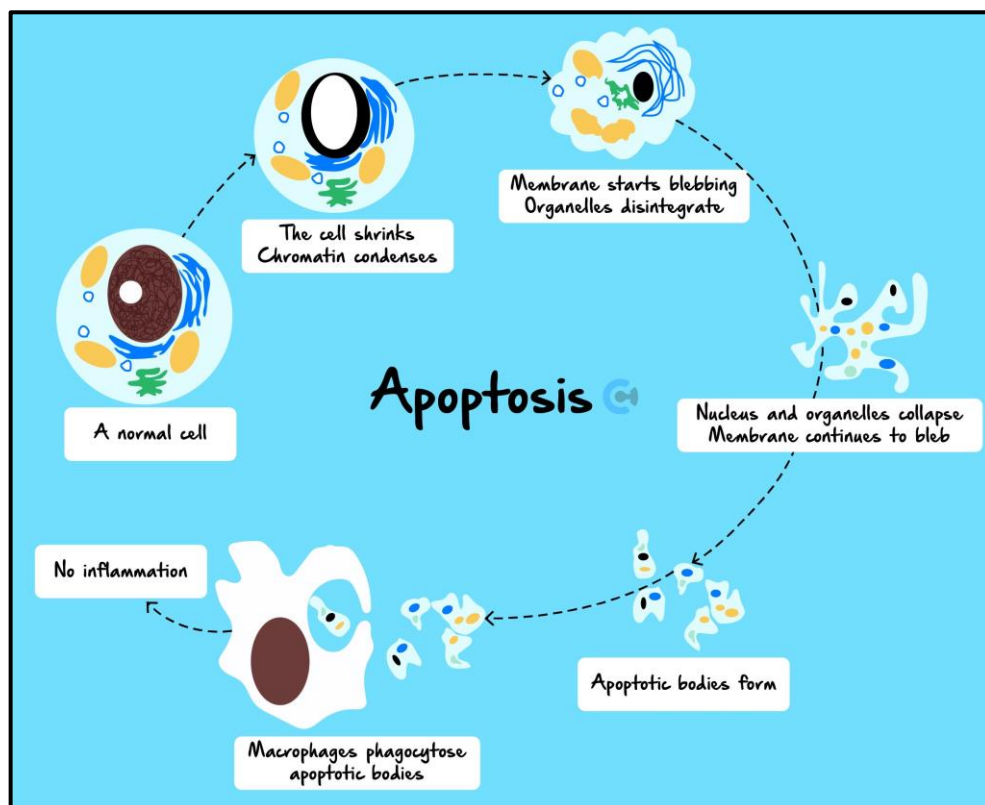 A normal cell
The cell shrinks
Chromatin condenses
Membrane starts blebbing
Organelles disintegrate
Nucleus and organelles collapse
Membrane continues to bleb
Apoptosis
Apoptotic bodies form
Macrophages phagocytose
apoptotic bodies
No inflammation